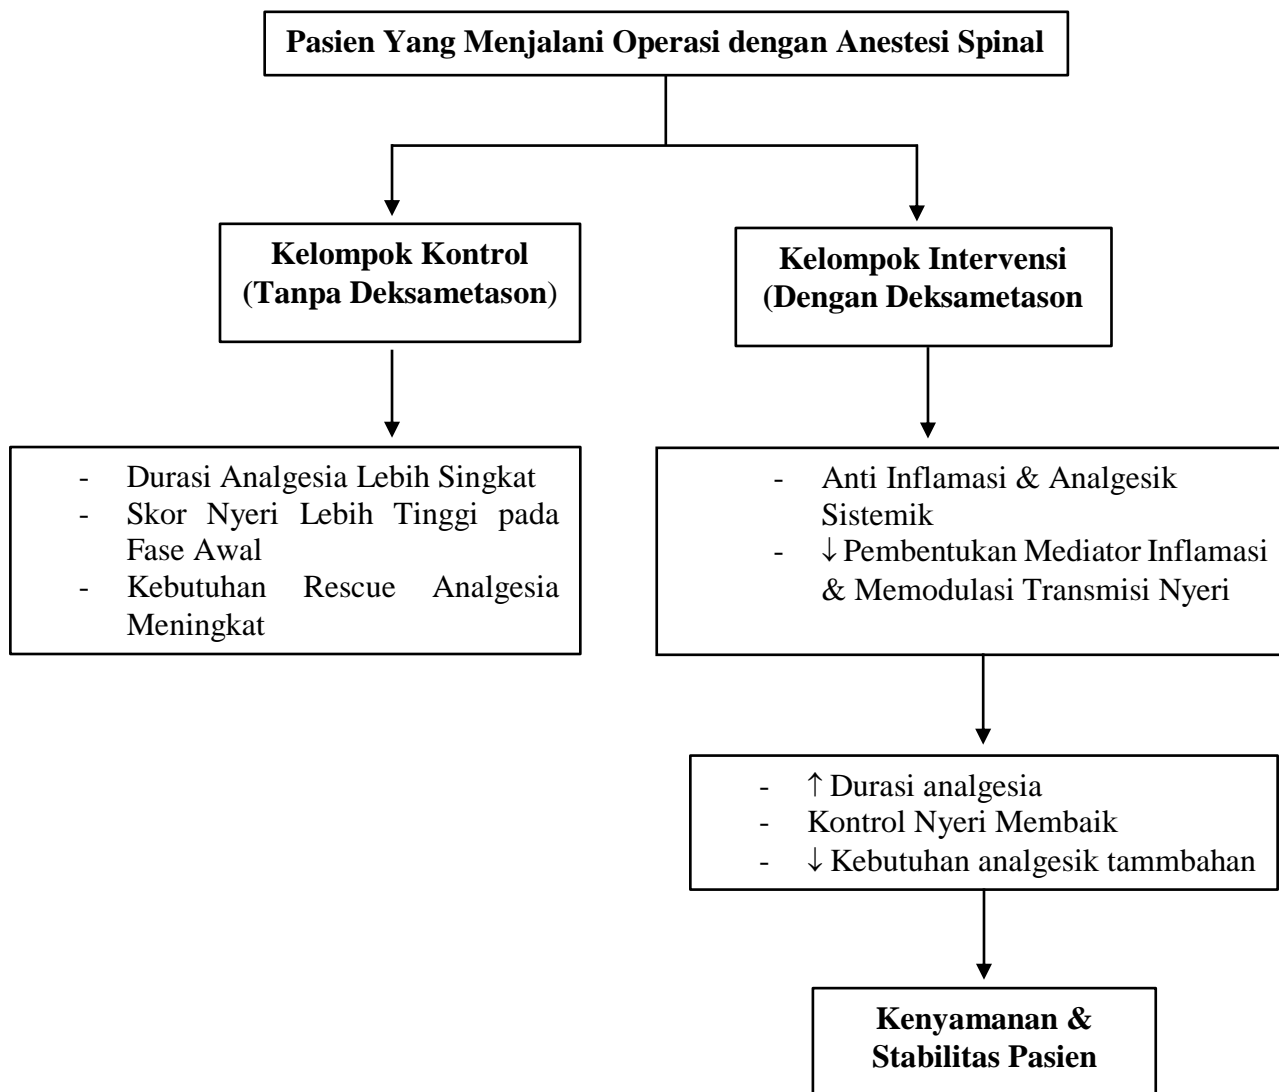 Pasien Yang Menjalani Operasi dengan Anestesi Spinal
Kelompok Kontrol
(Tanpa Deksametason)
Kelompok Intervensi
(Dengan Deksametason
- Durasi Analgesia Lebih Singkat
- Skor Nyeri Lebih Tinggi pada
Fase Awal
- Kebutuhan Rescue Analgesia
Meningkat
- Anti Inflamasi & Analgesik
Sistemik
- ↓ Pembentukan Mediator Inflamasi
& Memodulasi Transmisi Nyeri
- ↑ Durasi analgesia
- Kontrol Nyeri Membaik
- ↓ Kebutuhan analgesik tammbahan
Kenyamanan &
Stabilitas Pasien